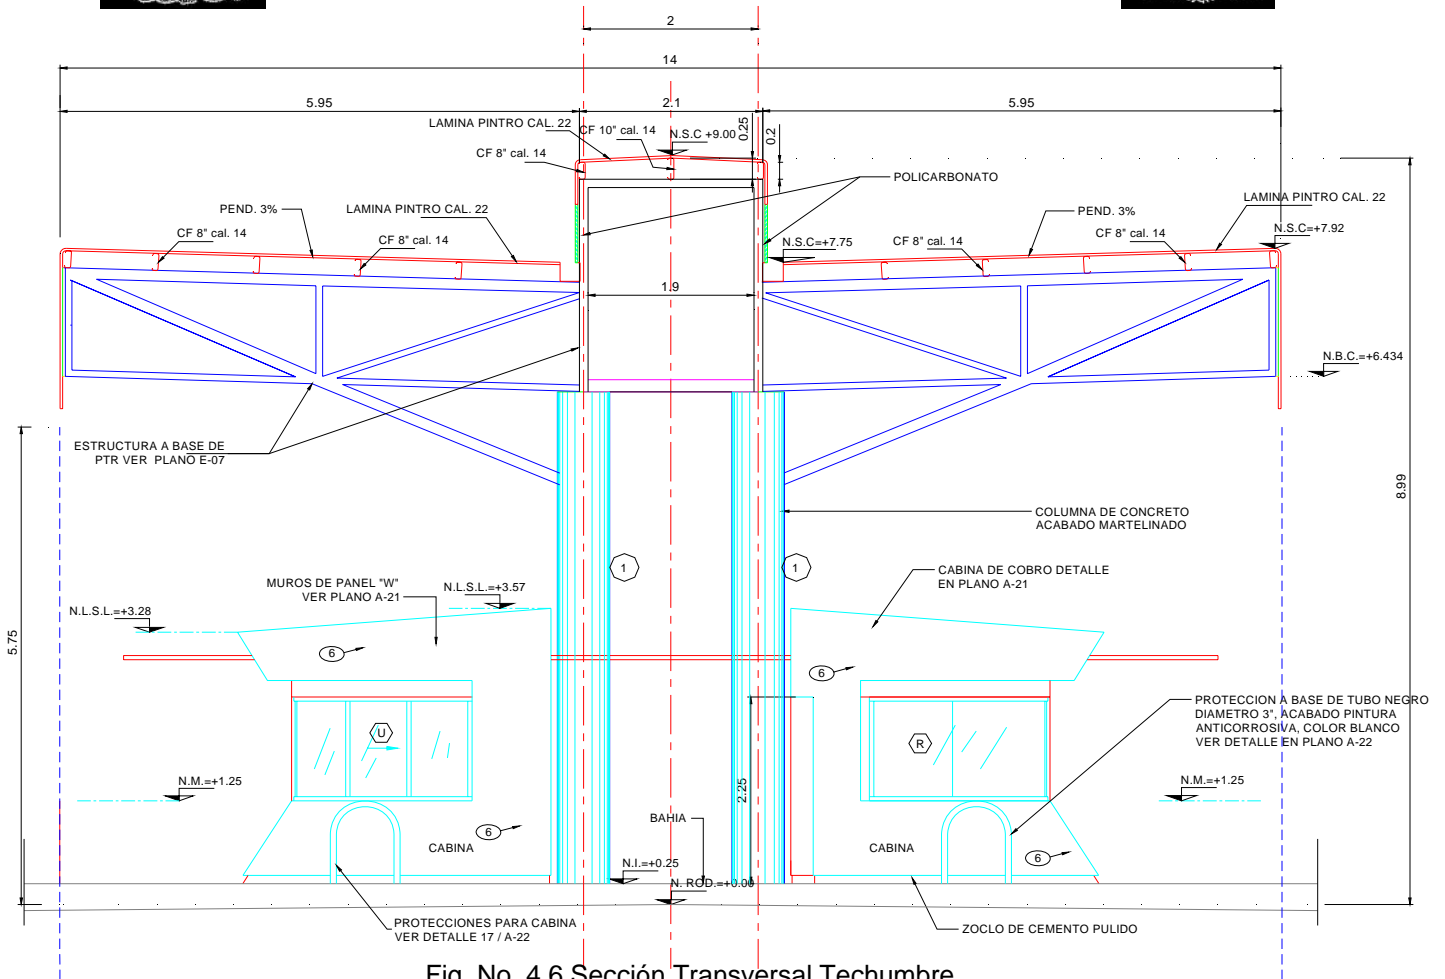 2
14
5.95
2.1
5.95
LAMINA PINTRO CAL. 22
CF 10" cal. 14
N.S.C +9.00
0.25
0.2
CF 8" cal. 14
POLICARBONATO
PEND. 3%
LAMINA PINTRO CAL. 22
CF 8" cal. 14
CF 8" cal. 14
N.S.C=+7.75
PEND. 3%
LAMINA PINTRO CAL. 22
CF 8" cal. 14
CF 8" cal. 14
N.S.C=+7.92
1.9
N.B.C.=+6.434
ESTRUCTURA A BASE DE
PTR VER PLANO E-07
8.99
COLUMNA DE CONCRETO
ACABADO MARTELINADO
1
1
MUROS DE PANEL "W"
VER PLANO A-21
N.L.S.L.=+3.57
CABINA DE COBRO DETALLE
EN PLANO A-21
N.L.S.L.=+3.28
5.75
6
6
PROTECCION A BASE DE TUBO NEGRO
DIAMETRO 3", ACABADO PINTURA
ANTICORROSIVA, COLOR BLANCO
VER DETALLE EN PLANO A-22
U
R
N.M.=+1.25
2.25
N.M.=+1.25
BAHIA
6
CABINA
CABINA
6
N.I.=+0.25
N. ROD.=+0.00
PROTECCIONES PARA CABINA
VER DETALLE 17 / A-22
ZOCLO DE CEMENTO PULIDO
Fig. No. 4.6 Sección Transversal Techumbre